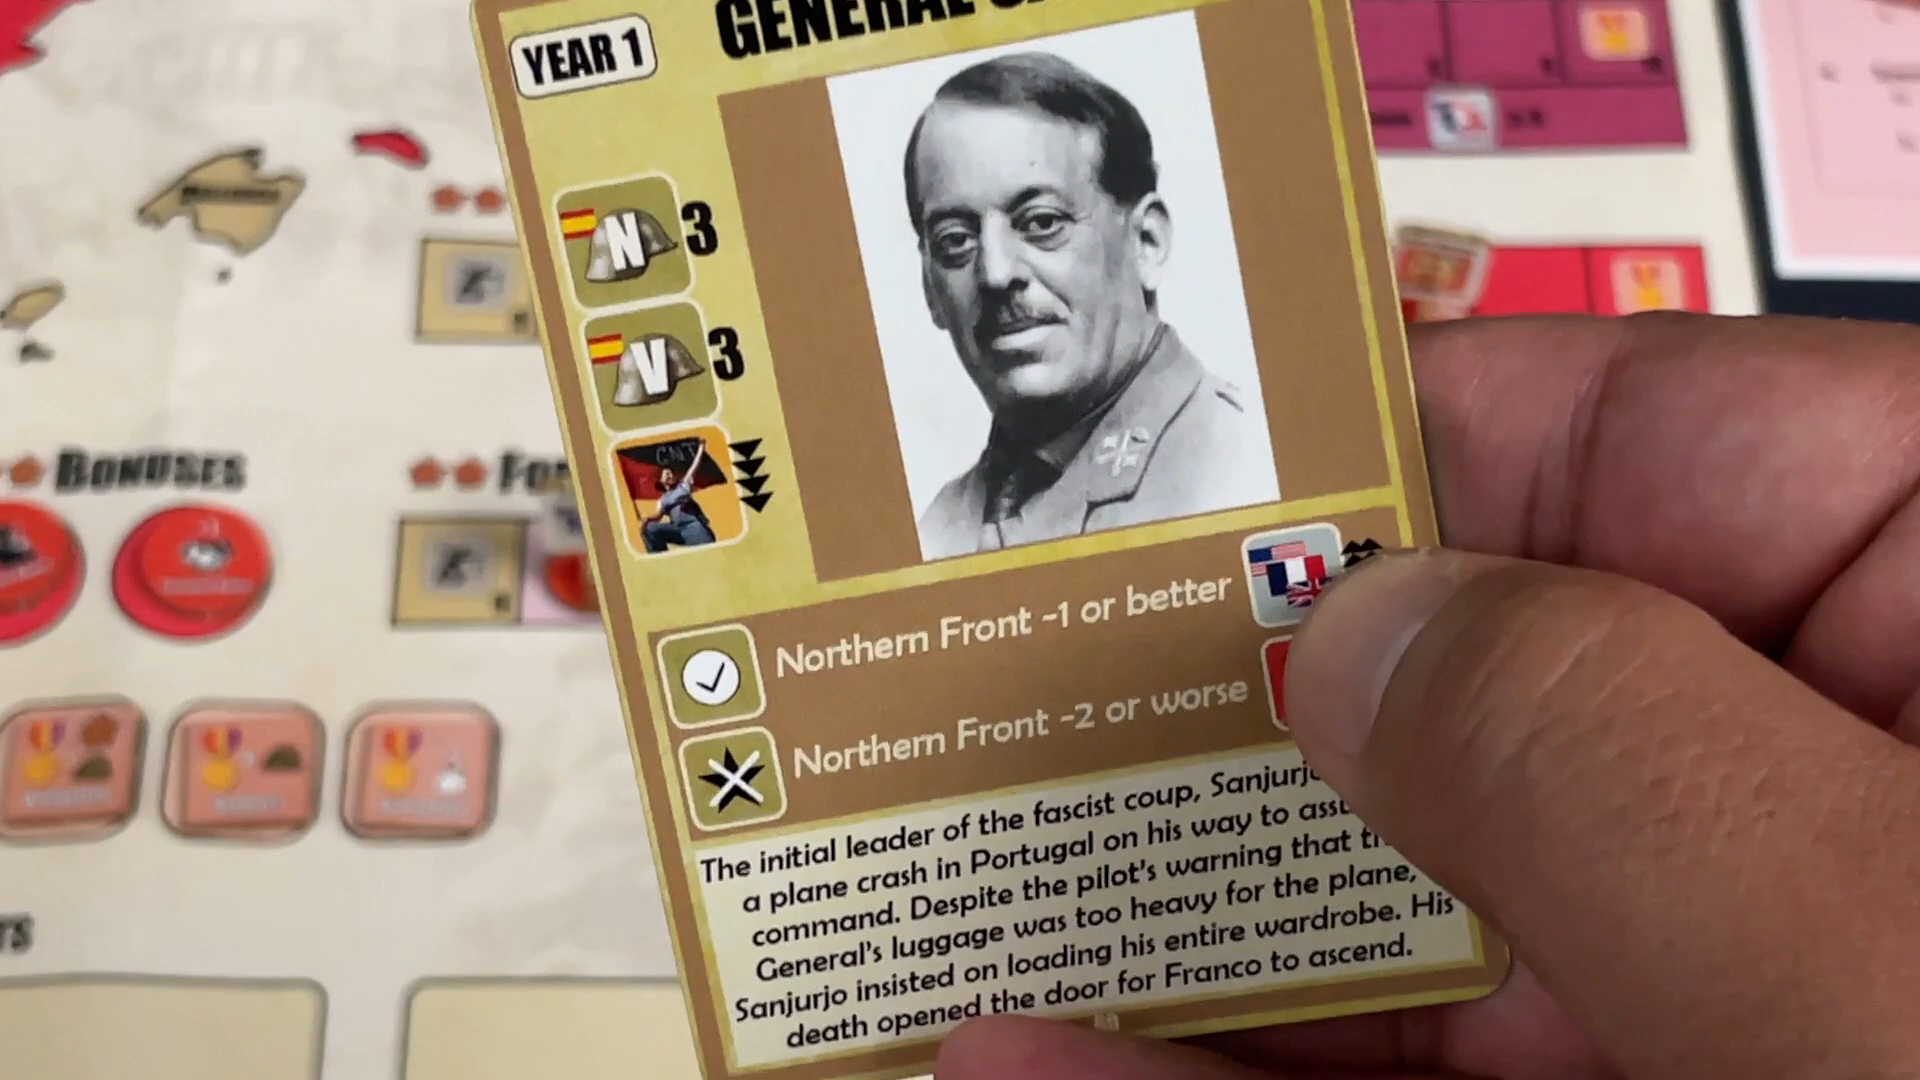 YEAR 1
GENERAL
N 3
V 3
CNT
Northern Front -1 or better
Northern Front -2 or worse
The initial leader of the fascist coup,
a plane crash in Portugal on his way to
command. Despite the pilot's warning that
General's luggage was too heavy for the plane,
Sanjurjo insisted on loading his entire wardrobe. His
death opened the door for Franco to ascend.
BONUSES